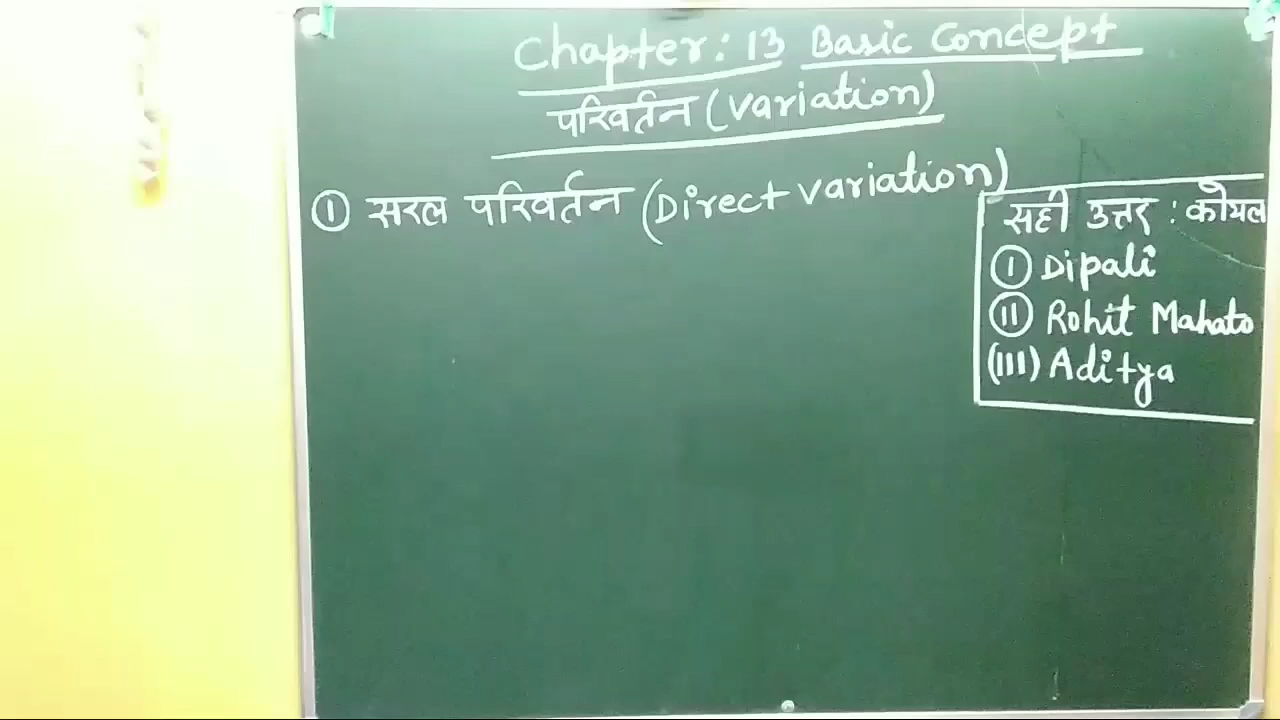 Chapter: 13 Basic Concept
परिवर्तन (variation)
① सरल परिवर्तन (Direct variation)
सही उत्तर : कोयल
Ⓘ Dipali
⑪ Rohit Mahato
(III) Aditya